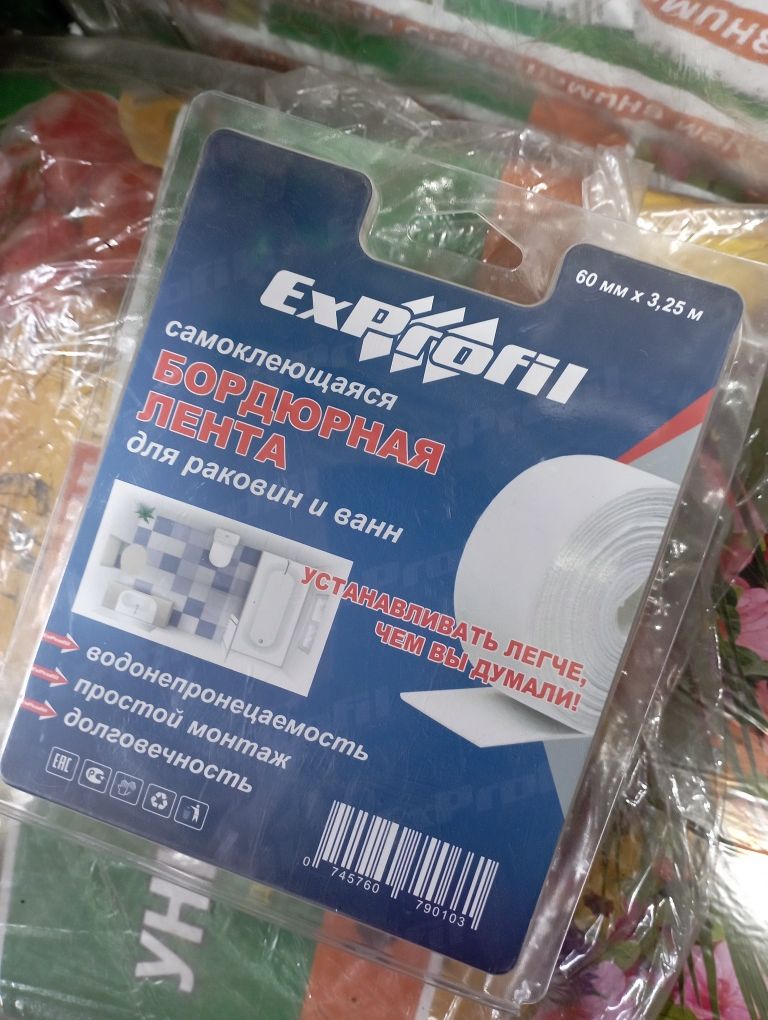 60 мм x 3,25 м
ExProfil
самоклеющаяся
БОРДЮРНАЯ
ЛЕНТА
для раковин и ванн
УСТАНАВЛИВАТЬ ЛЕГЧЕ,
ЧЕМ ВЫ ДУМАЛИ!
водонепронецаемость
простой монтаж
долговечность
EAC
0 745760 790103